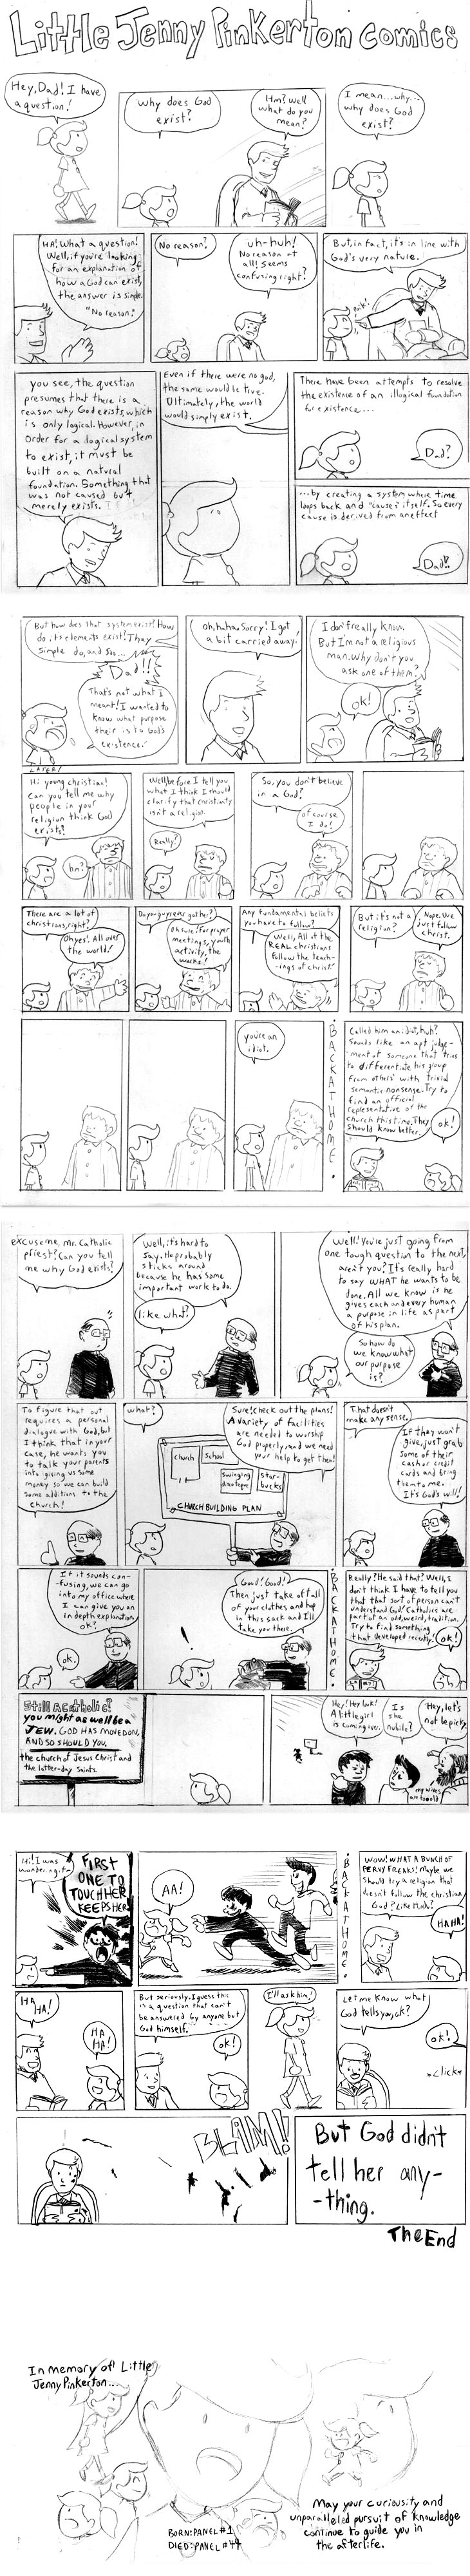 Little Jenny Pinkerton Comics
Hey, Dad! I have
a question!
Why does God
exist?
Hm? Well
what do you
mean?
I mean...why...
why does God
exist?
HA! What a question!
Well, if you're looking
for an explanation of
how a God can exist,
the answer is simple.
"No reason."
No reason?
uh-huh!
No reason at
all! Seems
confusing right?
But, in fact, it's in line with
God's very nature.
Poik!
you see, the question
presumes that there is a
reason why God exists, which
is only logical. However, in
order for a logical system
to exist, it must be
built on a natural
foundation. Something that
was not caused but
merely exists.
Even if there were no god,
the same would be true.
Ultimately, the world
would simply exist.
There have been attempts to resolve
the existence of an illogical foundation
for existence...
Dad?
...by creating a system where time
loops back and "causes" itself. So every
cause is derived from an effect
Dad!?
But how does that system exist? How
do its elements exist? They
simple do, and so...
Dad!!
That's not what I
meant! I wanted to
know what purpose
their is to God's
existence.
Oh, haha, sorry! I got
a bit carried away!
I don't really know.
But I'm not a religious
man. Why don't you
ask one of them?
OK!
LATER!
Hi young christian!
Can you tell me why
people in your
religion think God
exists?
hm?
Well before I tell you
what I think I should
clarify that christianity
isn't a religion.
Really?
So, you don't believe
in a God?
Of course
I do!
There are a lot of
christians, right?
Oh yes! All over
the world!
Do you guys ever gather?
Oh sure! For prayer
meetings, youth
activity, the
works!
Any fundamental beliefs
you have to follow?
Well, All of the
REAL christians
follow the teach-
ings of christ.
But it's not a
religion?
Nope. We
just follow
christ.
you're an
idiot.
BACK AT HOME.
Called him an idiot, huh?
Sounds like an apt judge-
ment of someone that tries
to differentiate his group
from others' with trivial
semantic nonsense. Try to
find an official
representative of the
church this time. They
should know better.
OK!
excuse me, Mr. Catholic
priest? Can you tell
me why God exists?
Well, it's hard to
say. He probably
sticks around
because he has some
important work to do.
like what?
Well! You're just going from
one tough question to the next,
aren't you? It's really hard
to say WHAT he wants to be
done. All we know is he
gives each and every human
a purpose in life as part
of his plan.
So how do
we know what
our purpose
is?
To figure that out
requires a personal
dialogue with God, but
I think that in your
case, he wants you
to talk your parents
into giving us some
money so we can build
some additions to the
church!
What?
Sure! Check out the plans!
A variety of facilities
are needed to worship
God properly, and we need
your help to get them!
Church
School
Swinging
discoteque
Star-
bucks
CHURCH BUILDING PLAN
That doesn't
make any sense.
If they won't
give, just grab
some of their
cash or credit
cards and bring
them to me.
It's God's will!
If it sounds con-
fusing, we can go
into my office where
I can give you an
in depth explanation,
ok?
OK.
!
Good! Good!
Then just take off all
of your clothes and hop
in this sack and I'll
take you there.
BACK AT HOME.
Really? He said that? Well, I
don't think I have to tell you
that that sort of person can't
understand God! Catholics are
part of an old, weird, tradition.
Try to find something
that developed recently.
OK!
Still a Catholic?
you might as well be a
JEW. GOD HAS MOVED ON,
AND SO SHOULD YOU.
the church of Jesus Christ and
the latter-day Saints.
Hey! Hey look!
A little girl
is coming over.
Is
she
nubile?
Hey, let's
not be picky.
my wives
are too old
Hi! I was
wondering, if-
FIRST
ONE TO
TOUCH HER
KEEPS HER
AA!
BACK AT HOME.
WOW! WHAT A BUNCH OF
PERVY FREAKS! Maybe we
should try a religion that
doesn't follow the christian
God? Like Hindu?
HAHA!
HA
HA!
HA
HA!
But seriously. I guess this
is a question that can't
be answered by anyone but
God himself.
OK!
I'll ask him!
Let me know what
God tells you, ok?
OK!
*click*
BLAM!!
But God didn't
tell her any-
-thing.
The End
In memory of Little
Jenny Pinkerton...
BORN: PANEL #1
DIED: PANEL #44
May your curiousity and
unparalleled pursuit of knowledge
continue to guide you in
the afterlife.